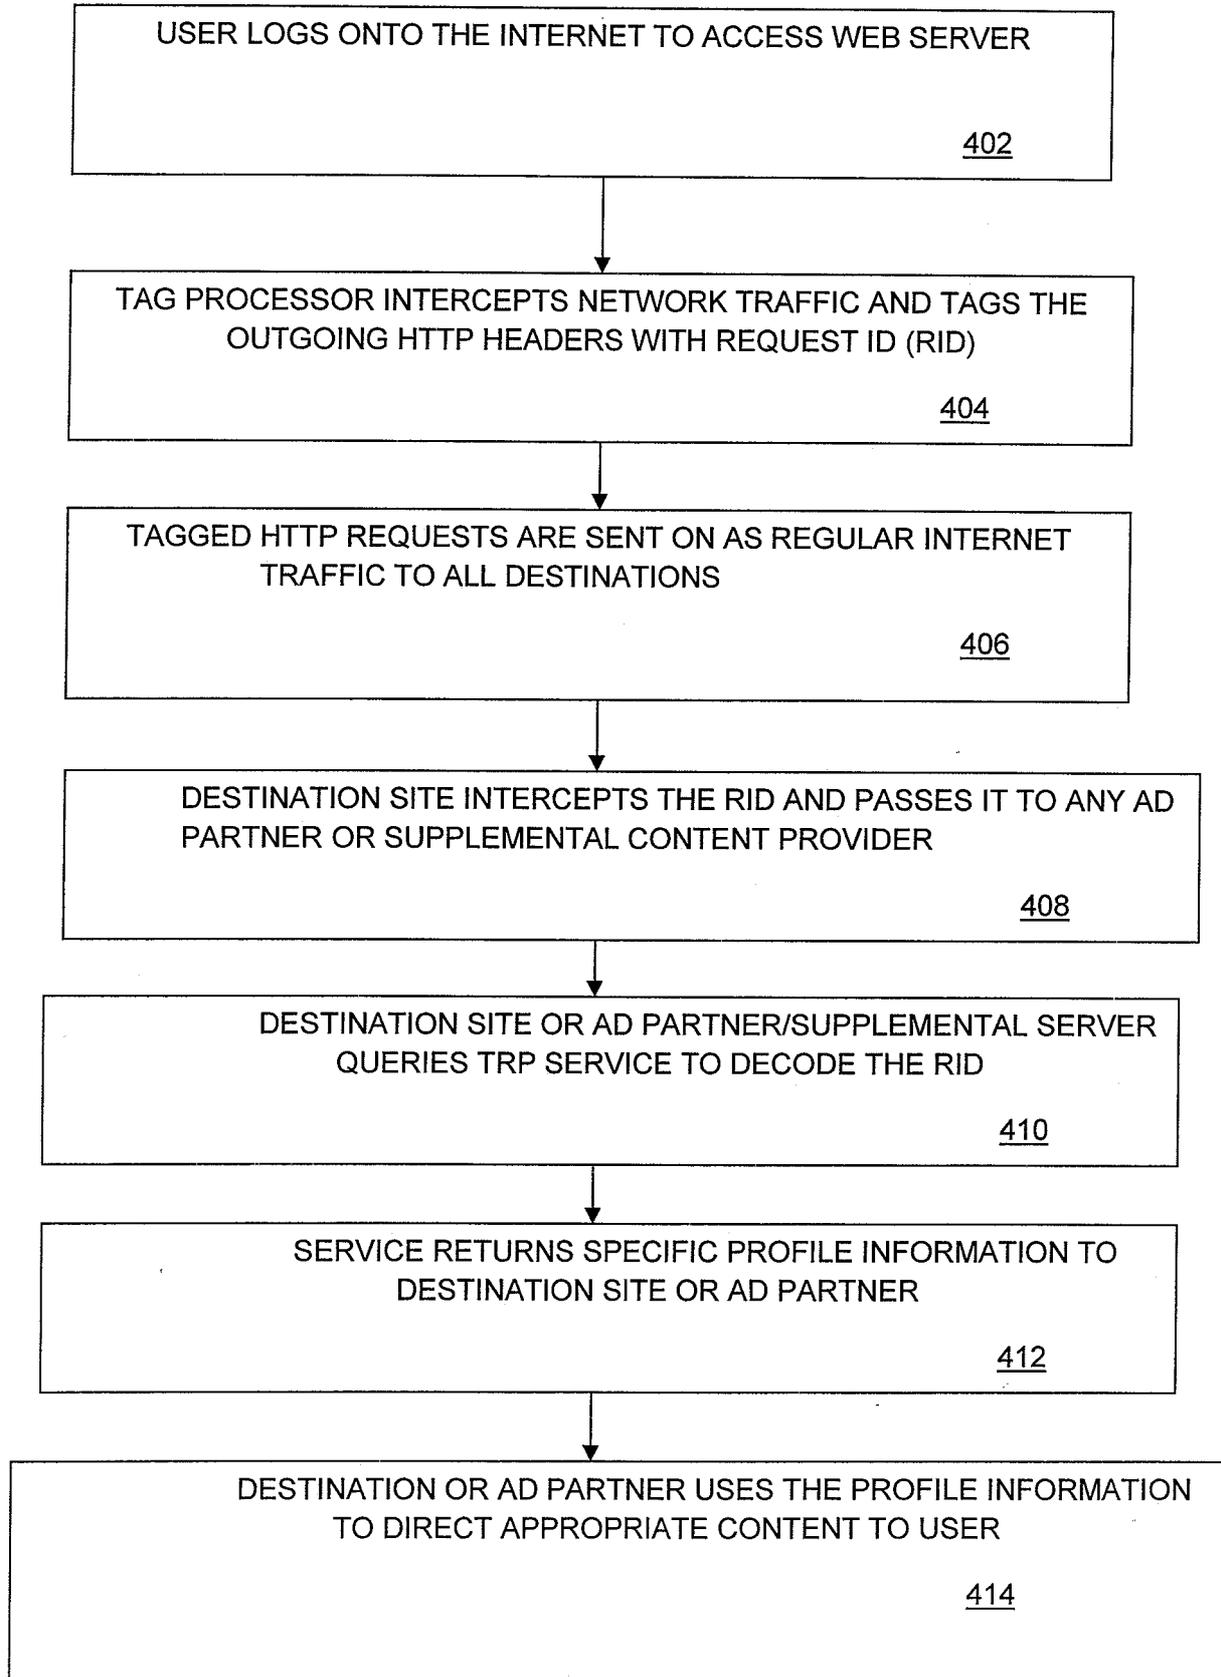 USER LOGS ONTO THE INTERNET TO ACCESS WEB SERVER
402
TAG PROCESSOR INTERCEPTS NETWORK TRAFFIC AND TAGS THE
OUTGOING HTTP HEADERS WITH REQUEST ID (RID)
404
TAGGED HTTP REQUESTS ARE SENT ON AS REGULAR INTERNET
TRAFFIC TO ALL DESTINATIONS
406
DESTINATION SITE INTERCEPTS THE RID AND PASSES IT TO ANY AD
PARTNER OR SUPPLEMENTAL CONTENT PROVIDER
408
DESTINATION SITE OR AD PARTNER/SUPPLEMENTAL SERVER
QUERIES TRP SERVICE TO DECODE THE RID
410
SERVICE RETURNS SPECIFIC PROFILE INFORMATION TO
DESTINATION SITE OR AD PARTNER
412
DESTINATION OR AD PARTNER USES THE PROFILE INFORMATION
TO DIRECT APPROPRIATE CONTENT TO USER
414